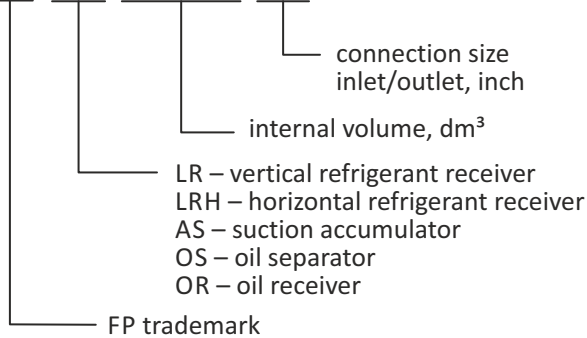 connection size
inlet/outlet, inch
internal volume, dm³
LR – vertical refrigerant receiver
LRH – horizontal refrigerant receiver
AS – suction accumulator
OS – oil separator
OR – oil receiver
FP trademark